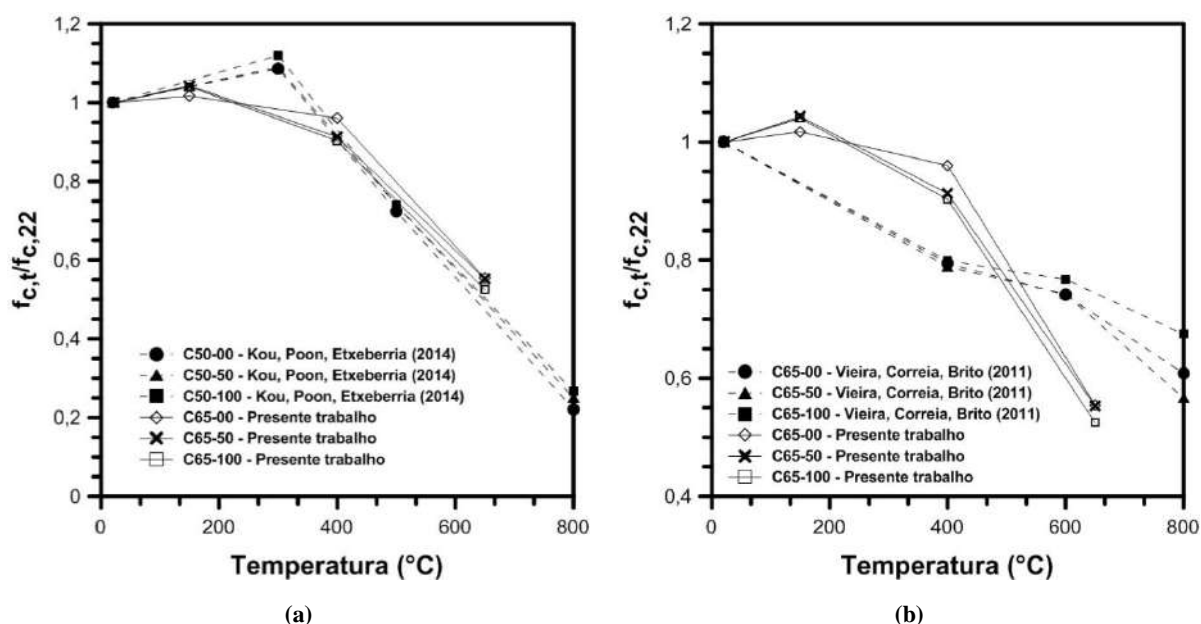 1,2
1
0,8
0,6
0,4
0,2
0
fc,t/fc,22
C50-00 - Kou, Poon, Etxeberria (2014)
C50-50 - Kou, Poon, Etxeberria (2014)
C50-100 - Kou, Poon, Etxeberria (2014)
C65-00 - Presente trabalho
C65-50 - Presente trabalho
C65-100 - Presente trabalho
0 200 400 600 800
Temperatura (°C)
(a)
1,2
1
0,8
0,6
0,4
fc,t/fc,22
C65-00 - Vieira, Correia, Brito (2011)
C65-50 - Vieira, Correia, Brito (2011)
C65-100 - Vieira, Correia, Brito (2011)
C65-00 - Presente trabalho
C65-50 - Presente trabalho
C65-100 - Presente trabalho
0 200 400 600 800
Temperatura (°C)
(b)